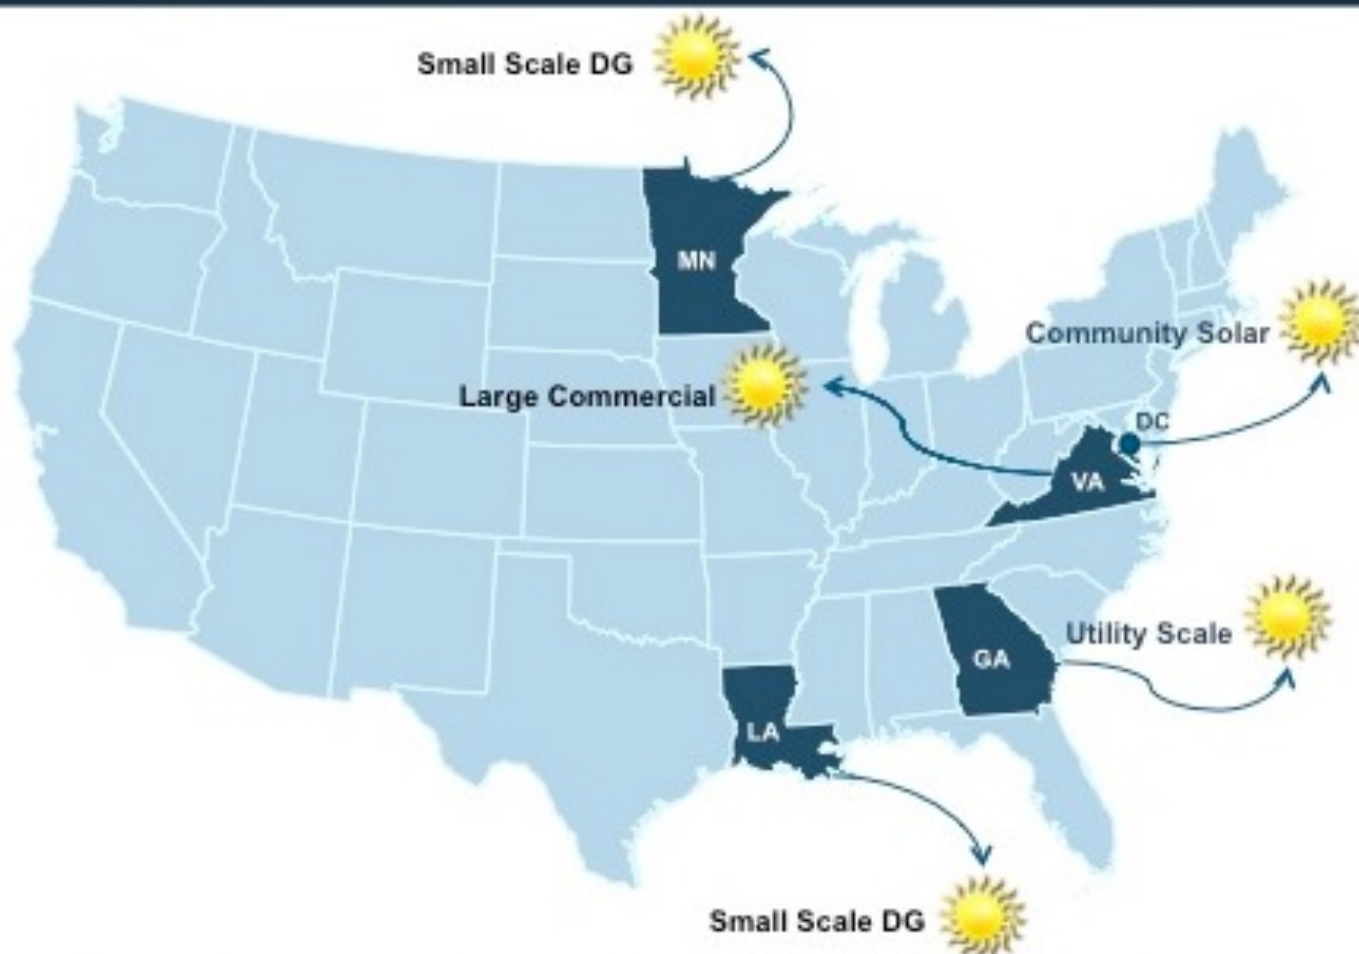 Small Scale DG
MN
Community Solar
Large Commercial
DC
VA
Utility Scale
GA
LA
Small Scale DG